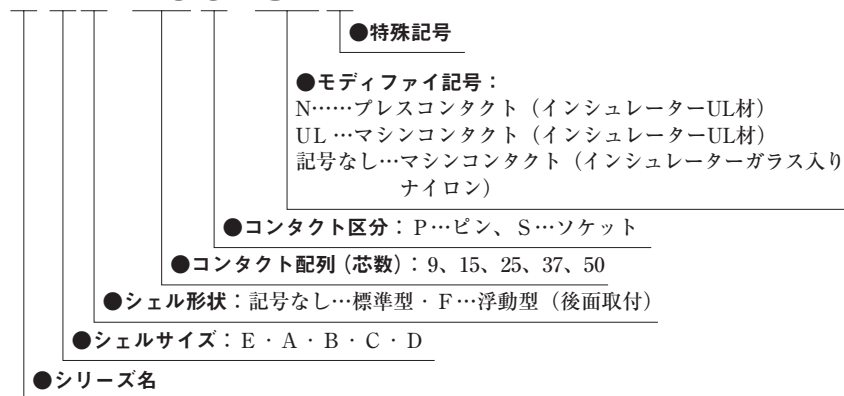 ●特殊記号
●モディファイ記号：
N……プレスコンタクト（インシュレーターUL材）
UL…マシンコンタクト（インシュレーターUL材）
記号なし…マシンコンタクト（インシュレーターガラス入り
ナイロン）
●コンタクト区分：P…ピン、S…ソケット
●コンタクト配列（芯数）：9、15、25、37、50
●シェル形状：記号なし…標準型・F…浮動型（後面取付）
●シェルサイズ：E・A・B・C・D
●シリーズ名